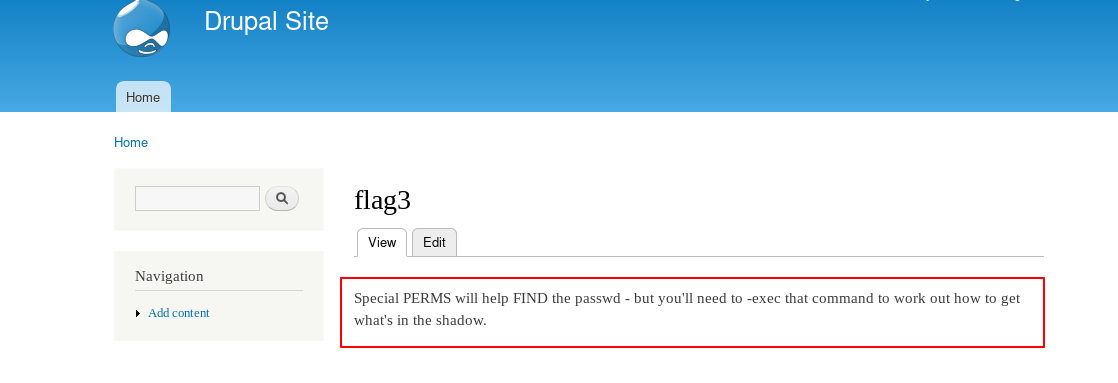 Drupal Site
Home
Home
flag3
View
Edit
Navigation
Add content
Special PERMS will help FIND the passwd - but you'll need to -exec that command to work out how to get
what's in the shadow.